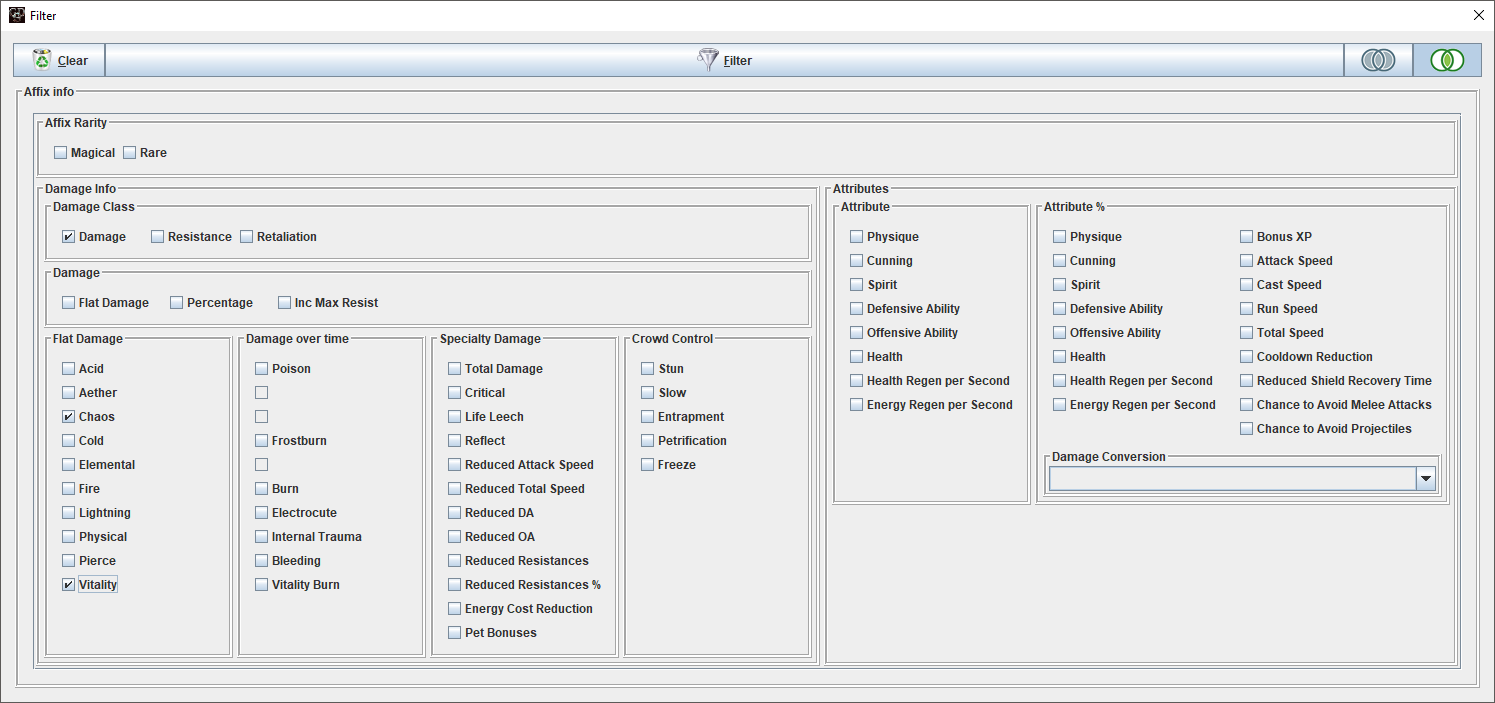 Filter
Clear
Filter
Affix info
Affix Rarity
Magical Rare
Damage Info
Damage Class
Damage Resistance Retaliation
Damage
Flat Damage Percentage Inc Max Resist
Flat Damage
Acid
Aether
Chaos
Cold
Elemental
Fire
Lightning
Physical
Pierce
Vitality
Damage over time
Poison
Frostburn
Burn
Electrocute
Internal Trauma
Bleeding
Vitality Burn
Specialty Damage
Total Damage
Critical
Life Leech
Reflect
Reduced Attack Speed
Reduced Total Speed
Reduced DA
Reduced OA
Reduced Resistances
Reduced Resistances %
Energy Cost Reduction
Pet Bonuses
Crowd Control
Stun
Slow
Entrapment
Petrification
Freeze
Attributes
Attribute
Physique
Cunning
Spirit
Defensive Ability
Offensive Ability
Health
Health Regen per Second
Energy Regen per Second
Attribute %
Physique
Cunning
Spirit
Defensive Ability
Offensive Ability
Health
Health Regen per Second
Energy Regen per Second
Bonus XP
Attack Speed
Cast Speed
Run Speed
Total Speed
Cooldown Reduction
Reduced Shield Recovery Time
Chance to Avoid Melee Attacks
Chance to Avoid Projectiles
Damage Conversion